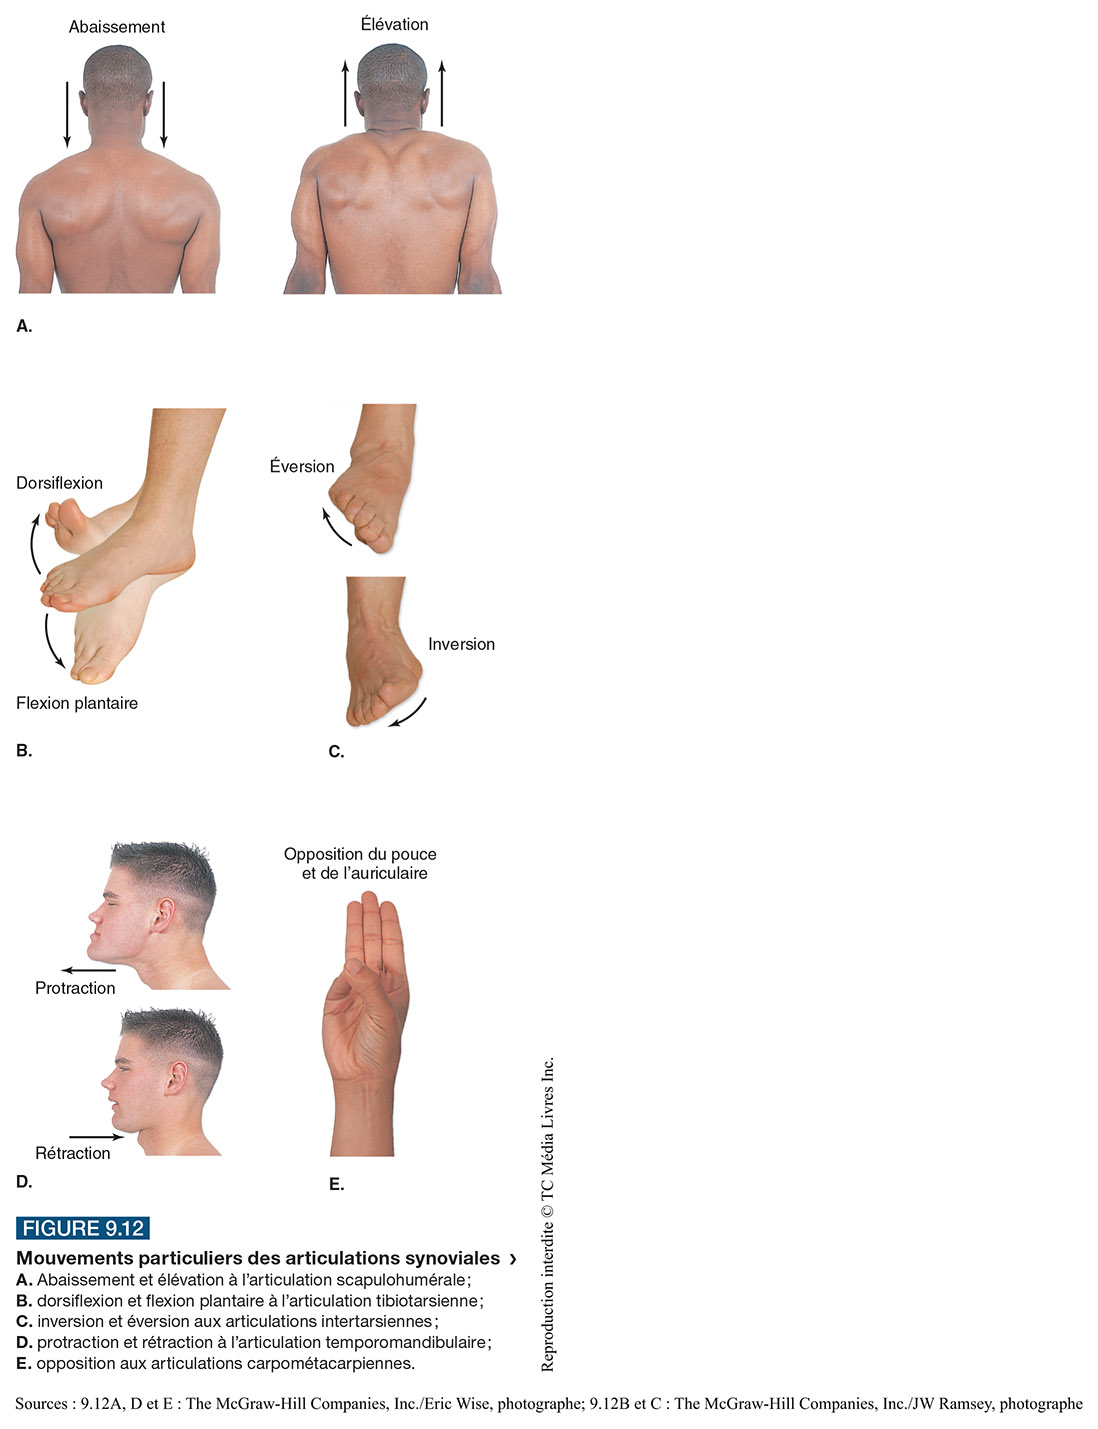 Abaissement
Élévation
A.
Dorsiflexion
Flexion plantaire
B.
Éversion
Inversion
C.
Protraction
Rétraction
D.
Opposition du pouce
et de l’auriculaire
E.
FIGURE 9.12
Mouvements particuliers des articulations synoviales ›
A. Abaissement et élévation à l’articulation scapulohumérale ;
B. dorsiflexion et flexion plantaire à l’articulation tibiotarsienne ;
C. inversion et éversion aux articulations intertarsiennes ;
D. protraction et rétraction à l’articulation temporomandibulaire ;
E. opposition aux articulations carpométacarpiennes.
Reproduction interdite © TC Média Livres Inc.
Sources : 9.12A, D et E : The McGraw-Hill Companies, Inc./Eric Wise, photographe; 9.12B et C : The McGraw-Hill Companies, Inc./JW Ramsey, photographe